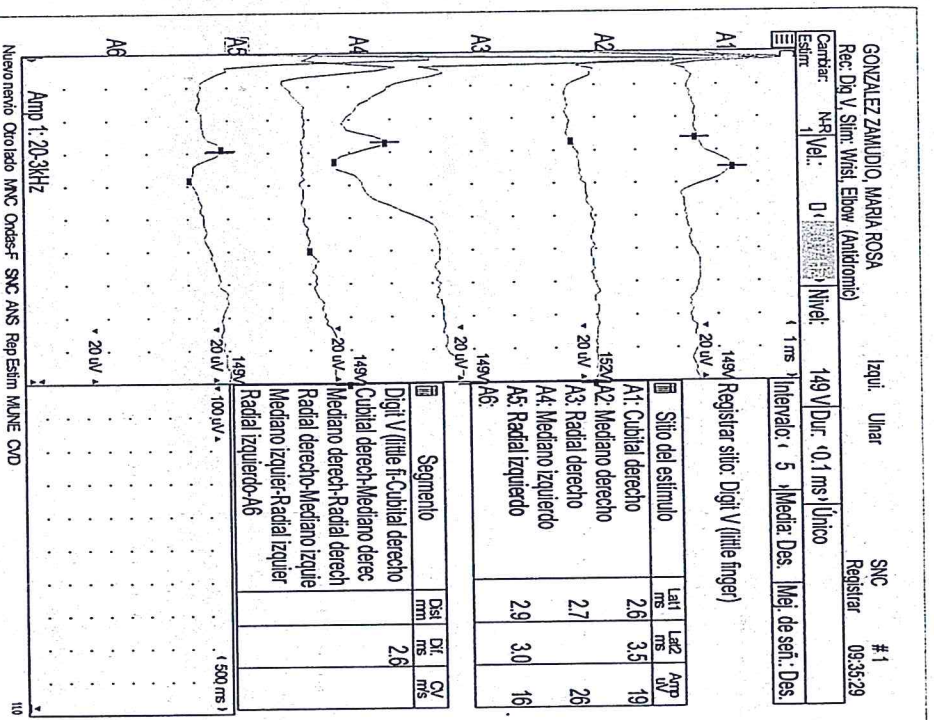 GONZALEZ ZAMUDIO, MARIA ROSA Izqui. Ulnar SNC #1
Rec: Dig V, Stim: Wrist, Elbow (Antidromic) Registrar 09:35:29
Cambiar: N-R Vel.: Nivel: 149 V Dur: 0.1 ms Único
Estim: 1 1 ms Intervalo: 5 Media: Des. Mej. de señ.: Des.
A1
A2
A3
A4
A5
A6
149V
20 uV
152V
20 uV
149V
20 uV
149V
20 uV
149V
20 uV
20 uV
Amp 1: 20-3kHz
Registrar sitio: Digit V (little finger)
Sitio del estímulo Lat1 ms Lat2 ms Amp uV
A1: Cubital derecho 2.6 3.5 19
A2: Mediano derecho
A3: Radial derecho 2.7 26
A4: Mediano izquierdo
A5: Radial izquierdo 2.9 3.0 16
A6:
Segmento Dist mm Dif. ms CV m/s
Digit V (little fi-Cubital derecho 2.6
Cubital derech-Mediano derec
Mediano derech-Radial derech
Radial derecho-Mediano izquie
Mediano izquier-Radial izquier
Radial izquierdo-A6
100 uV
500 ms
Nuevo nervio Otro lado MNC Ondas-F SNC ANS Rep Estim MUNE CVD
110